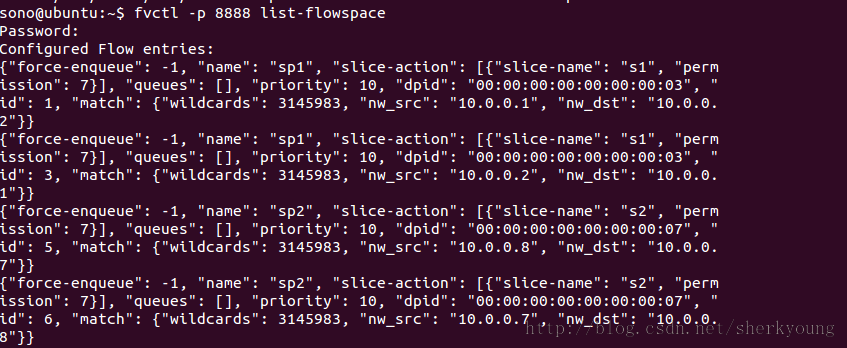 sono@ubuntu:~$ fvctl -p 8888 list-flowspace
Password:
Configured Flow entries:
{"force-enqueue": -1, "name": "sp1", "slice-action": [{"slice-name": "s1", "perm
ission": 7}], "queues": [], "priority": 10, "dpid": "00:00:00:00:00:00:00:03", "
id": 1, "match": {"wildcards": 3145983, "nw_src": "10.0.0.1", "nw_dst": "10.0.0.
2"}}
{"force-enqueue": -1, "name": "sp1", "slice-action": [{"slice-name": "s1", "perm
ission": 7}], "queues": [], "priority": 10, "dpid": "00:00:00:00:00:00:00:03", "
id": 3, "match": {"wildcards": 3145983, "nw_src": "10.0.0.2", "nw_dst": "10.0.0.
1"}}
{"force-enqueue": -1, "name": "sp2", "slice-action": [{"slice-name": "s2", "perm
ission": 7}], "queues": [], "priority": 10, "dpid": "00:00:00:00:00:00:00:07", "
id": 5, "match": {"wildcards": 3145983, "nw_src": "10.0.0.8", "nw_dst": "10.0.0.
7"}}
{"force-enqueue": -1, "name": "sp2", "slice-action": [{"slice-name": "s2", "perm
ission": 7}], "queues": [], "priority": 10, "dpid": "00:00:00:00:00:00:00:07", "
id": 6, "match": {"wildcards": 3145983, "nw_src": "10.0.0.7", "nw_dst": "10.0.0.
8"}}
http://blog.csdn.net/sherkyoung